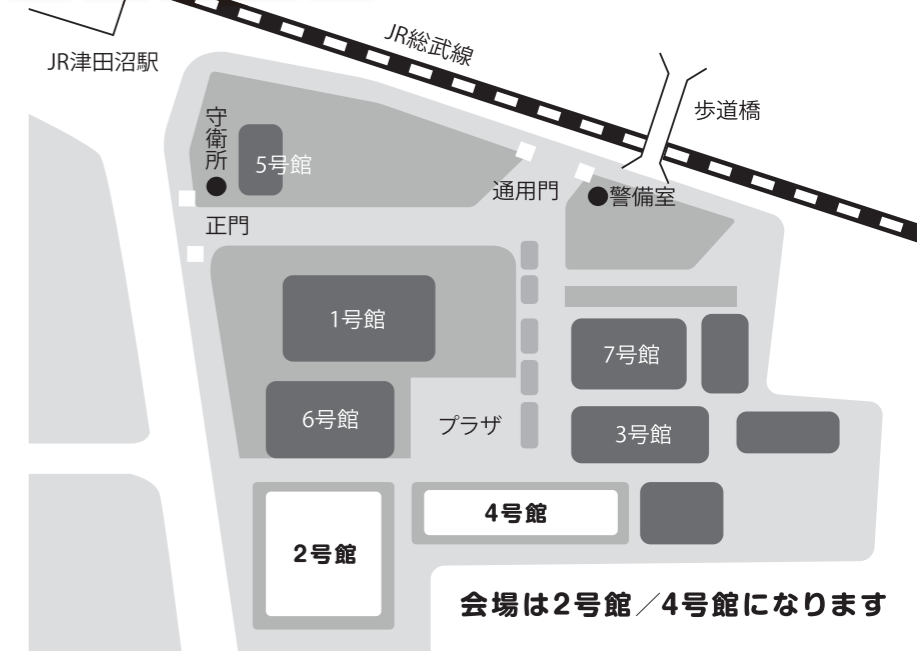 JR津田沼駅
JR総武線
歩道橋
守衛所
5号館
通用門
警備室
正門
1号館
7号館
6号館
プラザ
3号館
4号館
2号館
会場は2号館／4号館になります